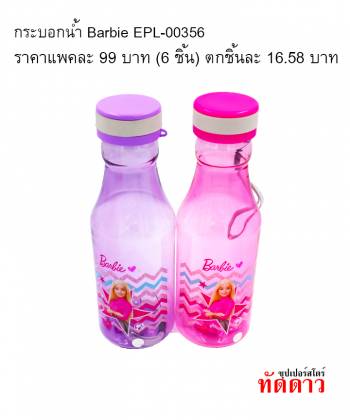 กระบอกน้ำ Barbie EPL-00356
ราคาแพคละ 99 บาท (6 ชิ้น) ตกชิ้นละ 16.58 บาท
Barbie
Barbie
ซุปเปอร์สโตร์
ทัดดาว